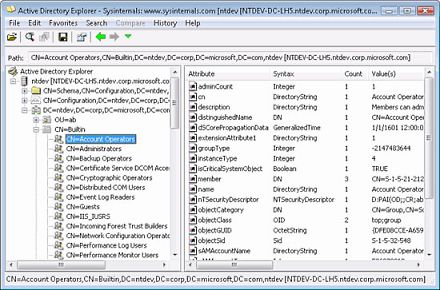 Active Directory Explorer - Sysinternals: www.sysinternals.com [ntdev [NTDEV-DC-LH5.ntdev.corp.microsoft.co...
File Edit Favorites Search Compare History Help
Path: CN=Account Operators,CN=Builtin,DC=ntdev,DC=corp,DC=microsoft,DC=com,ntdev [NTDEV-DC-LH5.ntdev.corp.microsoft.com]
Active Directory Explorer
ntdev [NTDEV-DC-LH5.ntdev.corp.microsoft.co
CN=Schema,CN=Configuration,DC=ntdev,DC
CN=Configuration,DC=ntdev,DC=corp,DC=m
DC=ntdev,DC=corp,DC=microsoft,DC=com
OU=ab
CN=Builtin
CN=Account Operators
CN=Administrators
CN=Backup Operators
CN=Certificate Service DCOM Acce
CN=Cryptographic Operators
CN=Distributed COM Users
CN=Event Log Readers
CN=Guests
CN=IIS_IUSRS
CN=Incoming Forest Trust Builders
CN=Network Configuration Operato
CN=Performance Log Users
CN=Performance Monitor Users
Attribute Syntax Count Value(s)
adminCount Integer 1 1
cn DirectoryString 1 Account Operators
description DirectoryString 1 Members can admi
distinguishedName DN 1 CN=Account Oper
dSCorePropagationData GeneralizedTime 1 1/1/1601 12:00:0
extensionAttribute1 DirectoryString 1 1
groupType Integer 1 -2147483644
instanceType Integer 1 4
isCriticalSystemObject Boolean 1 TRUE
member DN 3 CN=S-1-5-21-212
name DirectoryString 1 Account Operators
nTSecurityDescriptor NTSecurityDescriptor 1 D:PAI(OD;;CR;ab
objectCategory DN 1 CN=Group,CN=Sc
objectClass OID 2 top;group
objectGUID OctetString 1 {DFE08CCE-A659
objectSid Sid 1 S-1-5-32-548
sAMAccountName DirectoryString 1 Account Operators
CN=Account Operators,CN=Builtin,DC=ntdev,DC=corp,DC=microsoft,DC=com,ntdev [NTDEV-DC-LH5.ntdev.corp.microsoft.com]